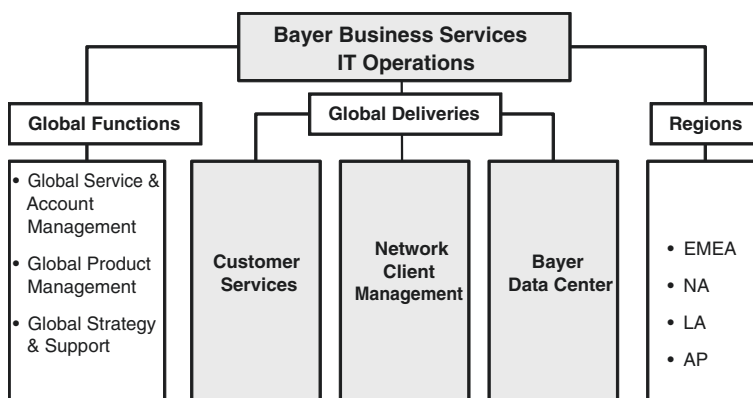 Bayer Business Services
IT Operations
Global Functions
Global Deliveries
Regions
• Global Service &
Account
Management
• Global Product
Management
• Global Strategy
& Support
Customer
Services
Network
Client
Management
Bayer
Data Center
• EMEA
• NA
• LA
• AP